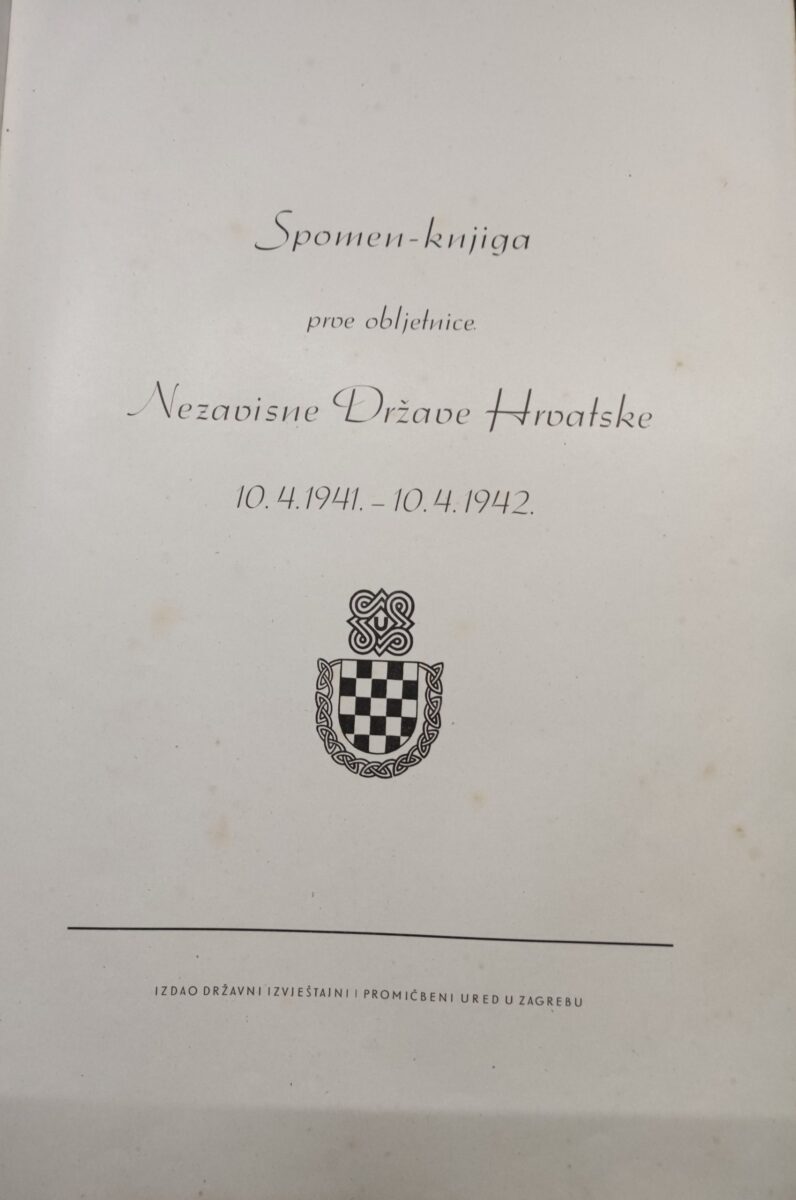 Spomen-knjiga
prve obljetnice
Nezavisne Države Hrvatske
10. 4. 1941. – 10. 4. 1942.
U
IZDAO DRŽAVNI IZVJEŠTAJNI I PROMIČBENI URED U ZAGREBU